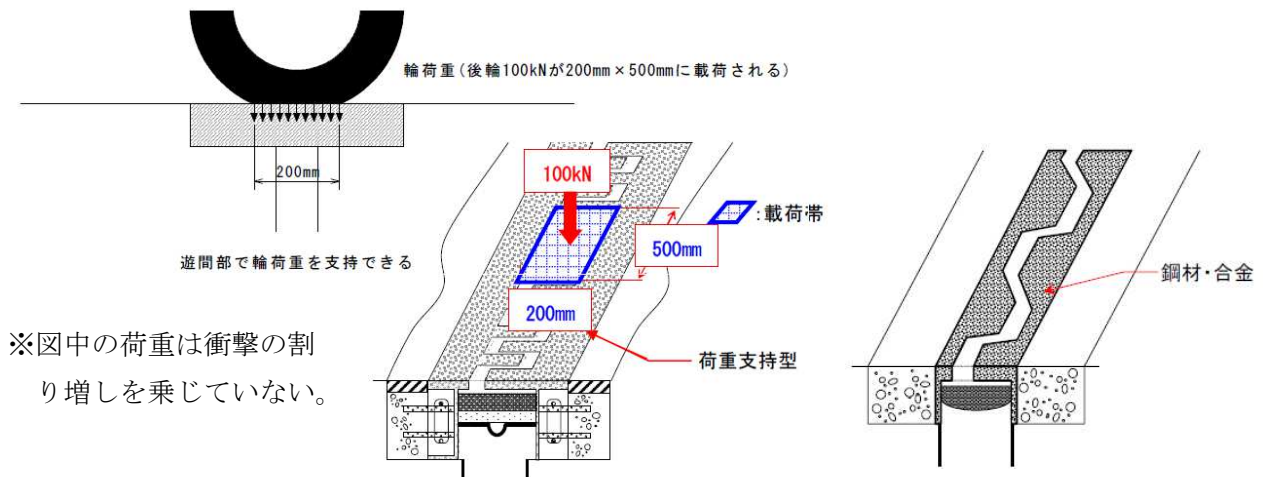 輪荷重(後輪100kNが200mm×500mmに載荷される)
200mm
遊間部で輪荷重を支持できる
※図中の荷重は衝撃の割
り増しを乗じていない。
100kN
:載荷帯
500mm
200mm
荷重支持型
鋼材・合金